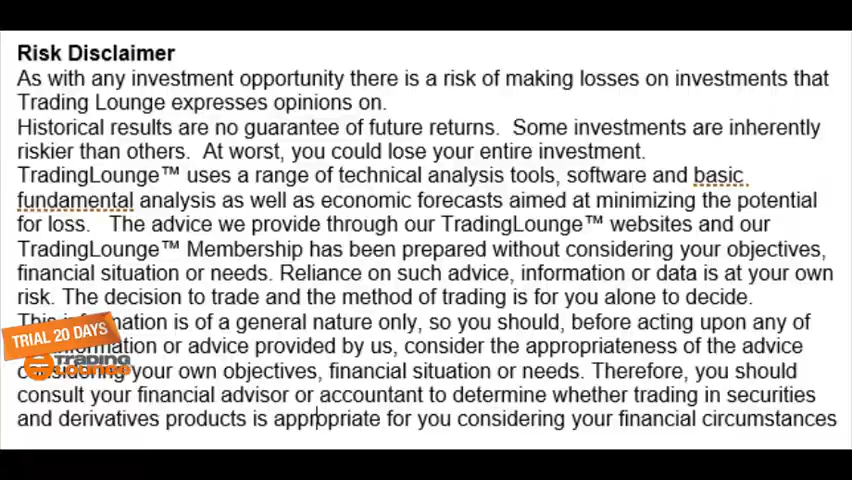 Risk Disclaimer
As with any investment opportunity there is a risk of making losses on investments that
Trading Lounge expresses opinions on.
Historical results are no guarantee of future returns.  Some investments are inherently
riskier than others.  At worst, you could lose your entire investment.
TradingLounge™ uses a range of technical analysis tools, software and basic
fundamental analysis as well as economic forecasts aimed at minimizing the potential
for loss.   The advice we provide through our TradingLounge™ websites and our
TradingLounge™ Membership has been prepared without considering your objectives,
financial situation or needs. Reliance on such advice, information or data is at your own
risk. The decision to trade and the method of trading is for you alone to decide.
This information is of a general nature only, so you should, before acting upon any of
information or advice provided by us, consider the appropriateness of the advice
considering your own objectives, financial situation or needs. Therefore, you should
consult your financial advisor or accountant to determine whether trading in securities
and derivatives products is appropriate for you considering your financial circumstances
TRIAL 20 DAYS
Trading
Lounge